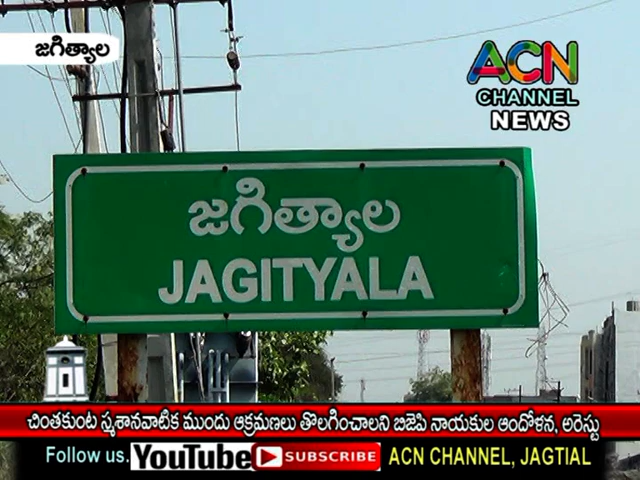 జగిత్యాల
ACN
CHANNEL
NEWS
జగిత్యాల
JAGITYALA
చింతకుంట స్మశానవాటిక ముందు ఆక్రమణలు తొలగించాలని బిజెపి నాయకుల ఆందోళన, అరెస్టు
Follow us. YouTube SUBSCRIBE ACN CHANNEL, JAGTIAL